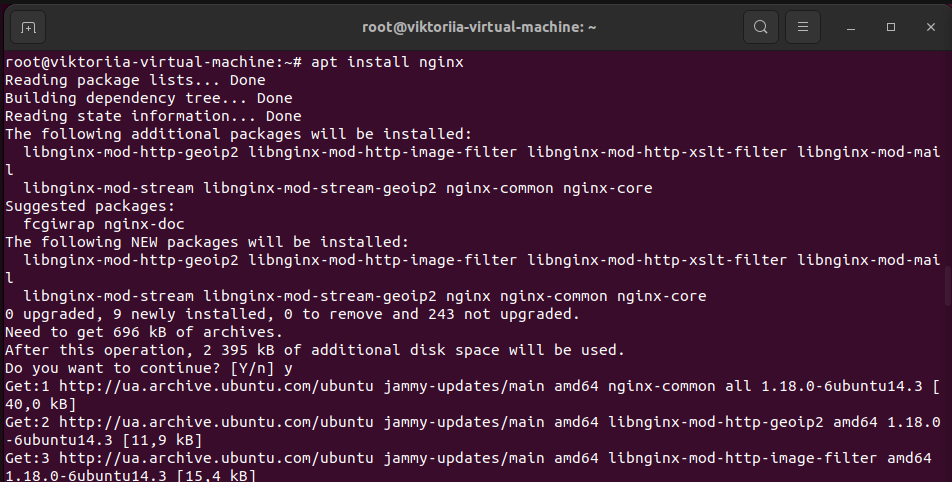 root@viktoriia-virtual-machine: ~
root@viktoriia-virtual-machine:~# apt install nginx
Reading package lists... Done
Building dependency tree... Done
Reading state information... Done
The following additional packages will be installed:
  libnginx-mod-http-geoip2 libnginx-mod-http-image-filter libnginx-mod-http-xslt-filter libnginx-mod-mai
l
  libnginx-mod-stream libnginx-mod-stream-geoip2 nginx-common nginx-core
Suggested packages:
  fcgiwrap nginx-doc
The following NEW packages will be installed:
  libnginx-mod-http-geoip2 libnginx-mod-http-image-filter libnginx-mod-http-xslt-filter libnginx-mod-mai
l
  libnginx-mod-stream libnginx-mod-stream-geoip2 nginx nginx-common nginx-core
0 upgraded, 9 newly installed, 0 to remove and 243 not upgraded.
Need to get 696 kB of archives.
After this operation, 2 395 kB of additional disk space will be used.
Do you want to continue? [Y/n] y
Get:1 http://ua.archive.ubuntu.com/ubuntu jammy-updates/main amd64 nginx-common all 1.18.0-6ubuntu14.3 [
40,0 kB]
Get:2 http://ua.archive.ubuntu.com/ubuntu jammy-updates/main amd64 libnginx-mod-http-geoip2 amd64 1.18.0
-6ubuntu14.3 [11,9 kB]
Get:3 http://ua.archive.ubuntu.com/ubuntu jammy-updates/main amd64 libnginx-mod-http-image-filter amd64
1.18.0-6ubuntu14.3 [15,4 kB]